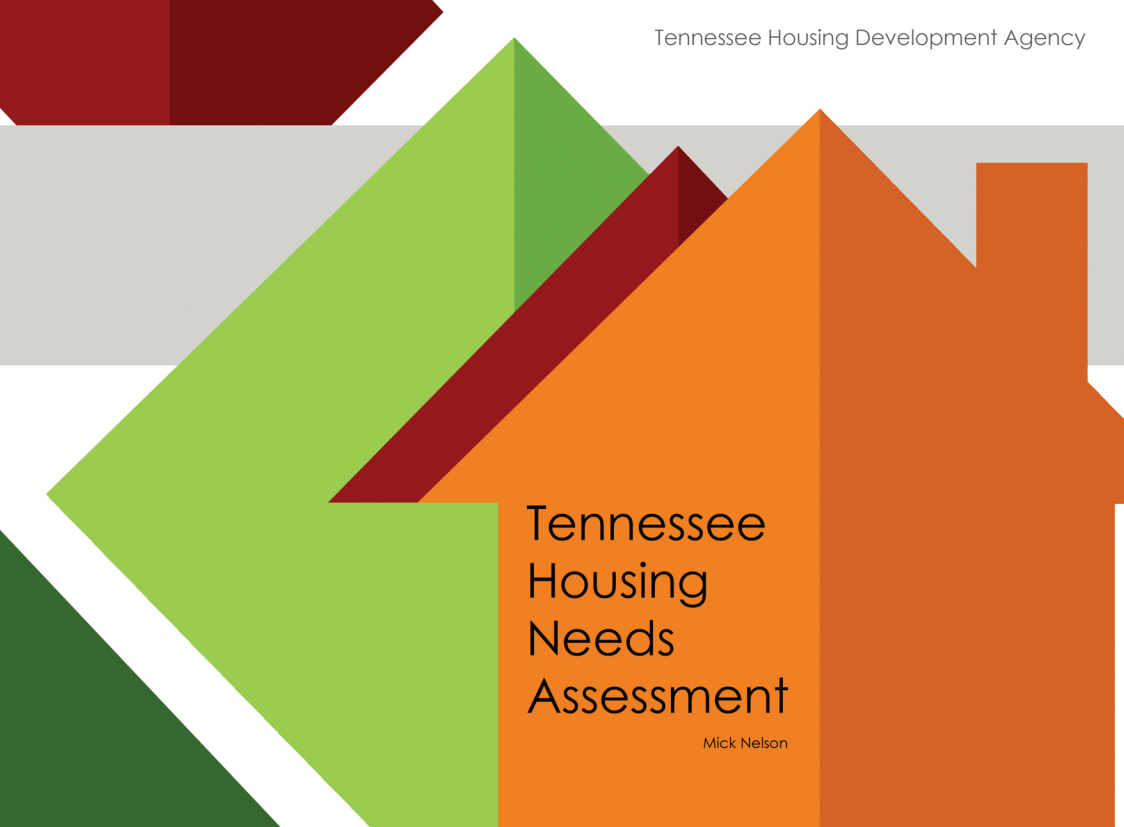 Tennessee Housing Development Agency
Tennessee
Housing
Needs
Assessment
Mick Nelson